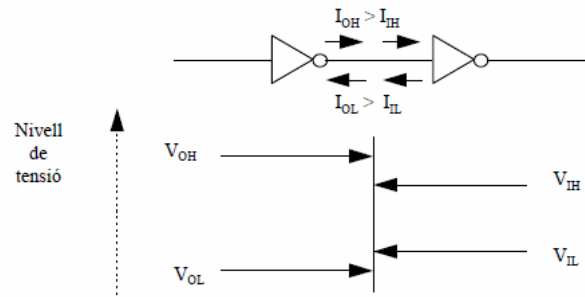 I_OH > I_IH
I_OL > I_IL
Nivell
de
tensió
V_OH
V_IH
V_IL
V_OL